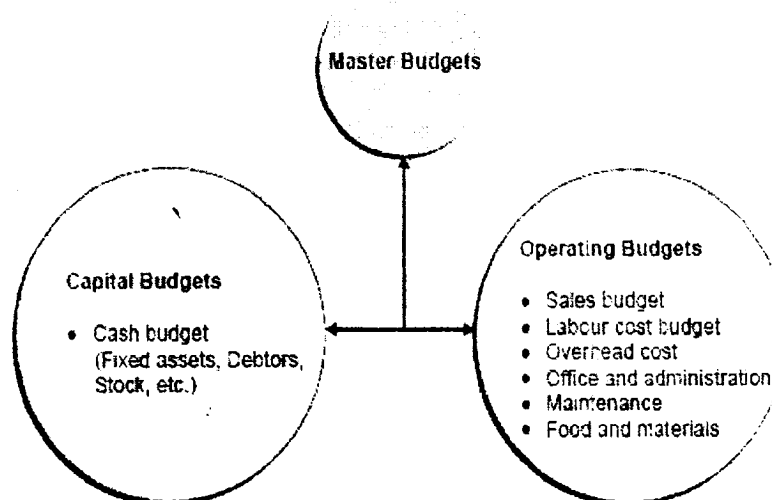 Master Budgets
Capital Budgets
• Cash budget
(Fixed assets, Debtors,
Stock, etc.)
Operating Budgets
• Sales budget
• Labour cost budget
• Overhead cost
• Office and administration
• Maintenance
• Food and materials